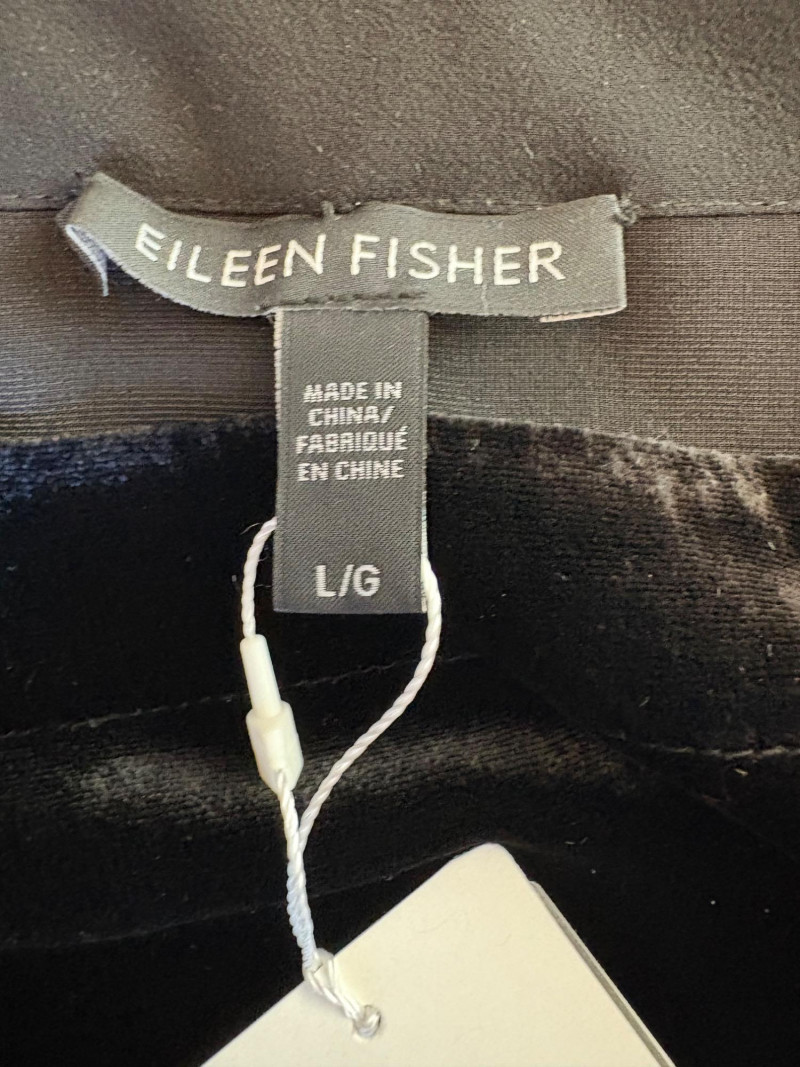 EILEEN FISHER
MADE IN
CHINA/
FABRIQUÉ
EN CHINE
L/G